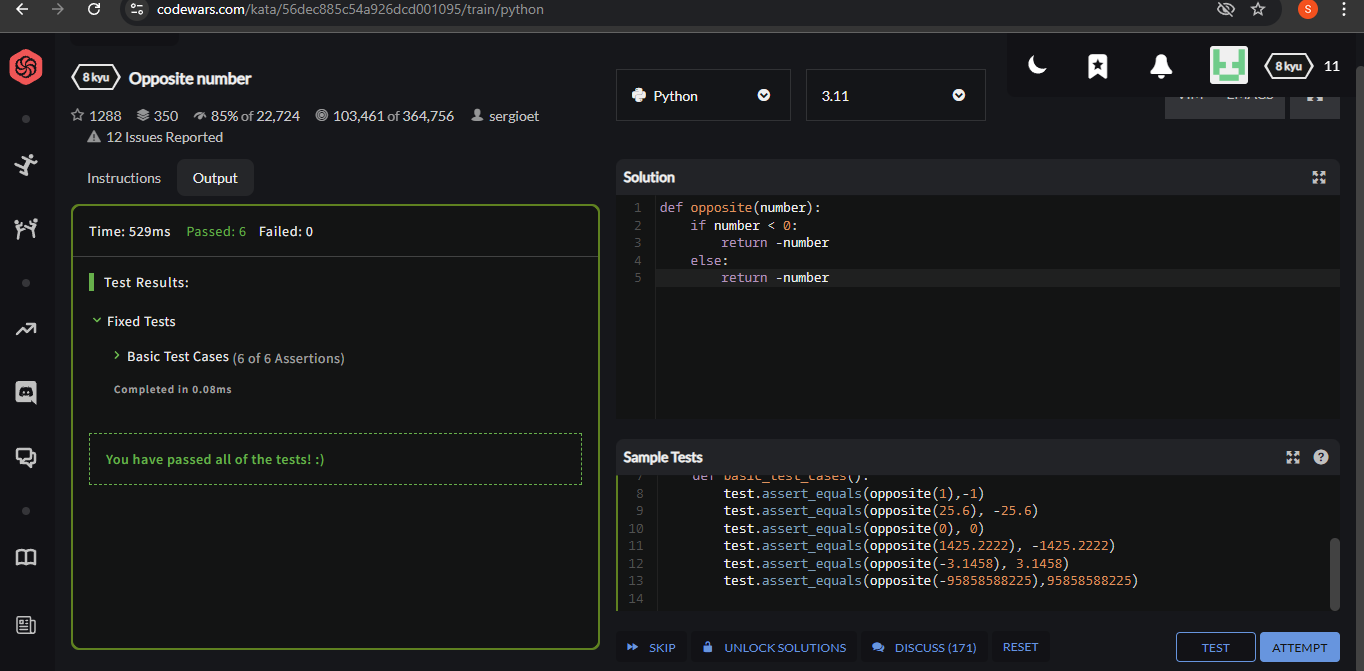 codewars.com/kata/56dec885c54a926dcd001095/train/python
S
8 kyu Opposite number
8 kyu 11
1288 350 85% of 22,724 103,461 of 364,756 sergioet
12 Issues Reported
Python
3.11
VIM EMACS
Instructions Output
Time: 529ms Passed: 6 Failed: 0
Test Results:
Fixed Tests
Basic Test Cases (6 of 6 Assertions)
Completed in 0.08ms
You have passed all of the tests! :)
Solution
1 def opposite(number):
2 if number < 0:
3 return -number
4 else:
5 return -number
Sample Tests
7 def basic_test_cases():
8 test.assert_equals(opposite(1),-1)
9 test.assert_equals(opposite(25.6), -25.6)
10 test.assert_equals(opposite(0), 0)
11 test.assert_equals(opposite(1425.2222), -1425.2222)
12 test.assert_equals(opposite(-3.1458), 3.1458)
13 test.assert_equals(opposite(-95858588225),95858588225)
14
SKIP UNLOCK SOLUTIONS DISCUSS (171) RESET TEST ATTEMPT